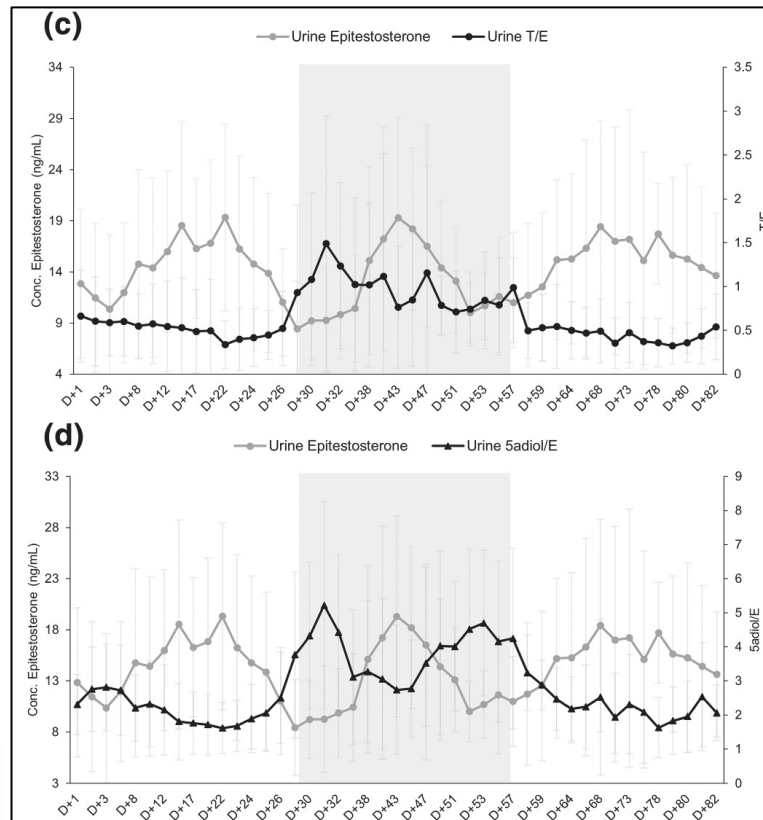 (c)
Urine Epitestosterone
Urine T/E
34
29
24
19
14
9
4
Conc. Epitestosterone (ng/mL)
3.5
3
2.5
2
1.5
1
0.5
0
T/E
D+1
D+3
D+8
D+12
D+17
D+22
D+24
D+26
D+30
D+32
D+38
D+43
D+47
D+51
D+53
D+57
D+59
D+64
D+68
D+73
D+78
D+80
D+82
(d)
Urine Epitestosterone
Urine 5adiol/E
33
28
23
18
13
8
3
Conc. Epitestosterone (ng/mL)
9
8
7
6
5
4
3
2
1
0
5adiol/E
D+1
D+3
D+8
D+12
D+17
D+22
D+24
D+26
D+30
D+32
D+38
D+43
D+47
D+51
D+53
D+57
D+59
D+64
D+68
D+73
D+78
D+80
D+82